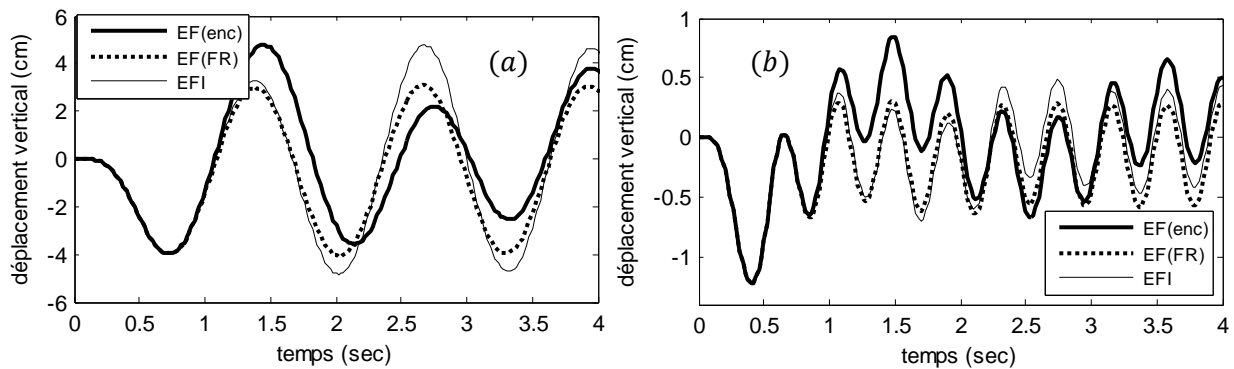 6
4
2
0
-2
-4
-6
0
0.5
1
1.5
2
2.5
3
3.5
4
temps (sec)
déplacement vertical (cm)
EF(enc)
EF(FR)
EFI
(a)
1
0.5
0
-0.5
-1
0
0.5
1
1.5
2
2.5
3
3.5
4
temps (sec)
déplacement vertical (cm)
(b)
EF(enc)
EF(FR)
EFI